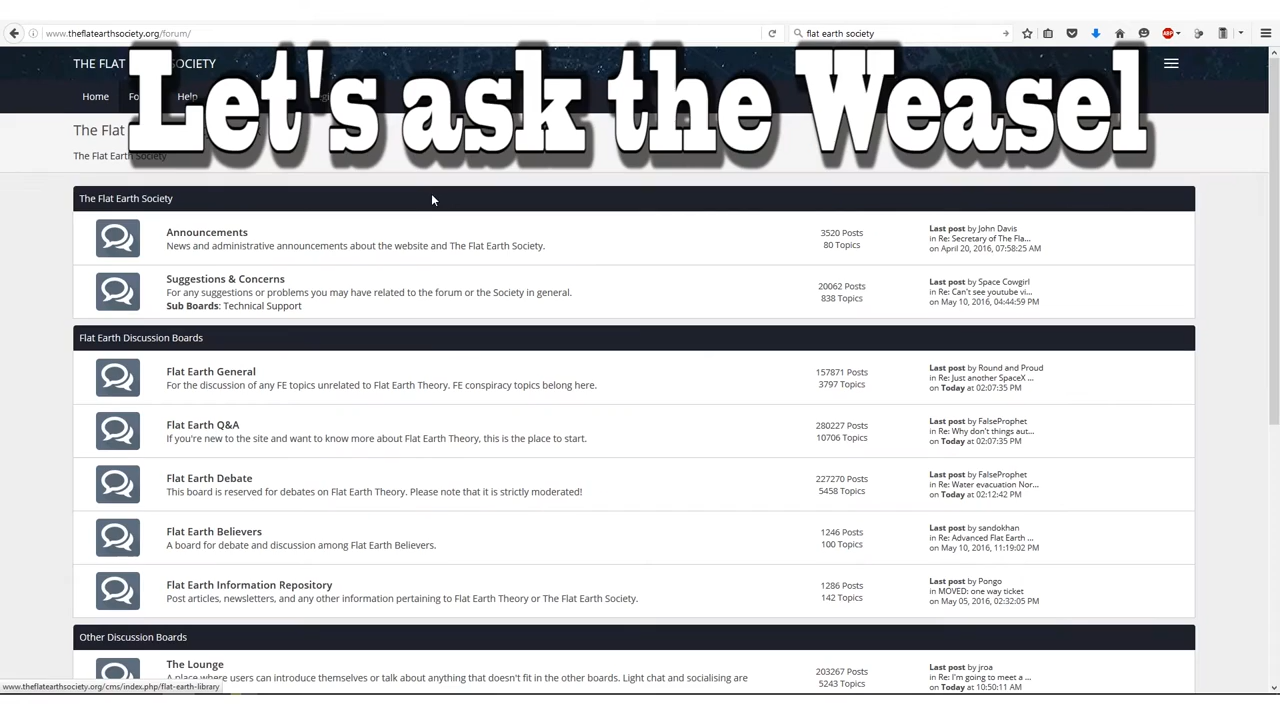 www.theflatearthsociety.org/forum/
flat earth society
ABP
Let's ask the Weasel
THE FLAT SOCIETY
Home Help
The Flat
The Flat Earth Society
The Flat Earth Society
Announcements
News and administrative announcements about the website and The Flat Earth Society.
3520 Posts
80 Topics
Last post by John Davis
in Re: Secretary of The Fla...
on April 20, 2016, 07:58:25 AM
Suggestions & Concerns
For any suggestions or problems you may have related to the forum or the Society in general.
Sub Boards: Technical Support
20062 Posts
838 Topics
Last post by Space Cowgirl
in Re: Can't see youtube vi...
on May 10, 2016, 04:44:59 PM
Flat Earth Discussion Boards
Flat Earth General
For the discussion of any FE topics unrelated to Flat Earth Theory. FE conspiracy topics belong here.
157871 Posts
3797 Topics
Last post by Round and Proud
in Re: Just another SpaceX ...
on Today at 02:07:35 PM
Flat Earth Q&A
If you're new to the site and want to know more about Flat Earth Theory, this is the place to start.
280227 Posts
10706 Topics
Last post by FalseProphet
in Re: Why don't things aut...
on Today at 02:07:35 PM
Flat Earth Debate
This board is reserved for debates on Flat Earth Theory. Please note that it is strictly moderated!
227270 Posts
5458 Topics
Last post by FalseProphet
in Re: Water evacuation Nor...
on Today at 02:12:42 PM
Flat Earth Believers
A board for debate and discussion among Flat Earth Believers.
1246 Posts
100 Topics
Last post by sandokhan
in Re: Advanced Flat Earth ...
on May 10, 2016, 11:19:02 PM
Flat Earth Information Repository
Post articles, newsletters, and any other information pertaining to Flat Earth Theory or The Flat Earth Society.
1286 Posts
142 Topics
Last post by Pongo
in MOVED: one way ticket
on May 05, 2016, 02:32:05 PM
Other Discussion Boards
The Lounge
A place where users can introduce themselves or talk about anything that doesn't fit in the other boards. Light chat and socialising are
203267 Posts
5243 Topics
Last post by jroa
in Re: I'm going to meet a ...
on Today at 10:50:11 AM
www.theflatearthsociety.org/cms/index.php/flat-earth-library